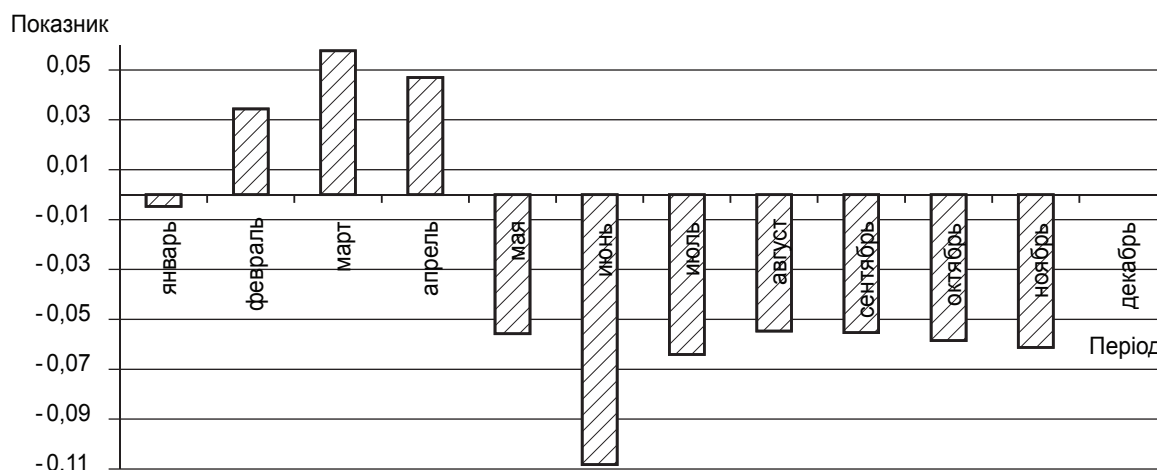 Показник
0,05
0,03
0,01
-0,01
-0,03
-0,05
-0,07
-0,09
-0,11
январь
февраль
март
апрель
мая
июнь
июль
август
сентябрь
октябрь
ноябрь
декабрь
Період